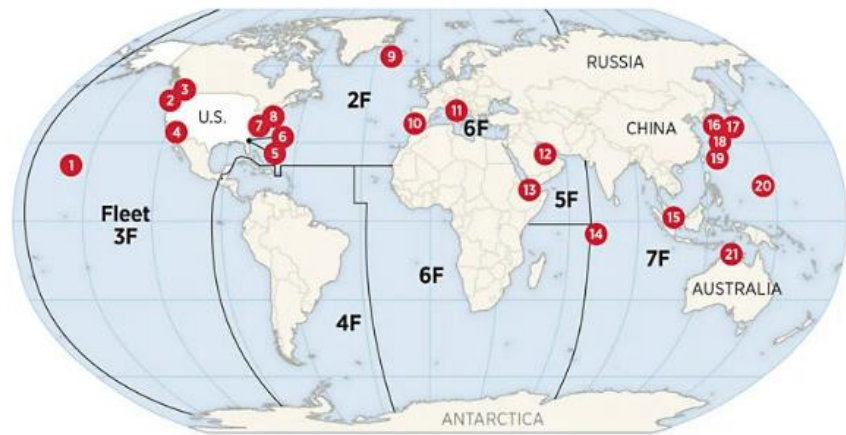 RUSSIA
9
3
2F
2
U.S.
8
11
16
17
7
10
6F
CHINA
4
6
18
5
12
19
1
20
13
5F
Fleet
3F
15
14
21
7F
6F
AUSTRALIA
4F
ANTARCTICA